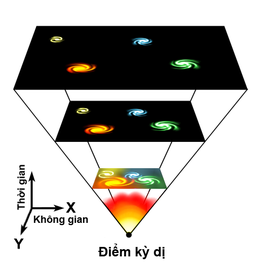 Thời gian
X
Không gian
Y
Điểm kỳ dị